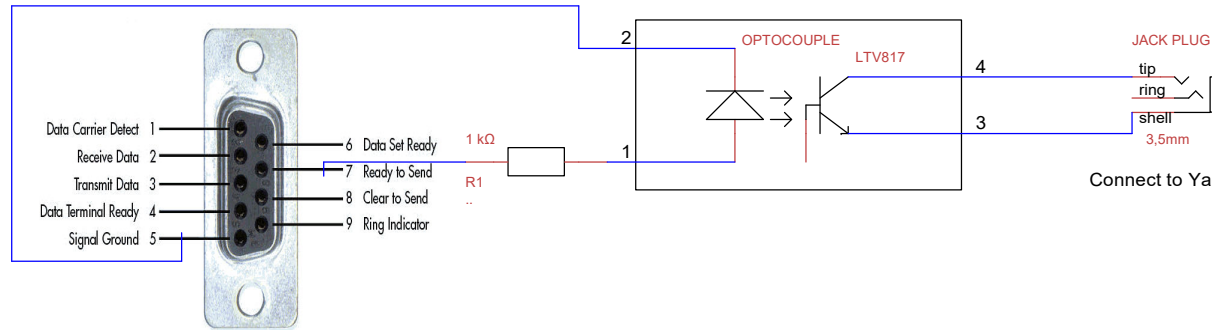 2
OPTOCOUPLE
LTV817
JACK PLUG
4
tip
ring
shell
3
3,5mm
Data Carrier Detect 1
Receive Data 2
Transmit Data 3
Data Terminal Ready 4
Signal Ground 5
6 Data Set Ready
7 Ready to Send
8 Clear to Send
9 Ring Indicator
1 kΩ
R1
..
1
Connect to Ya